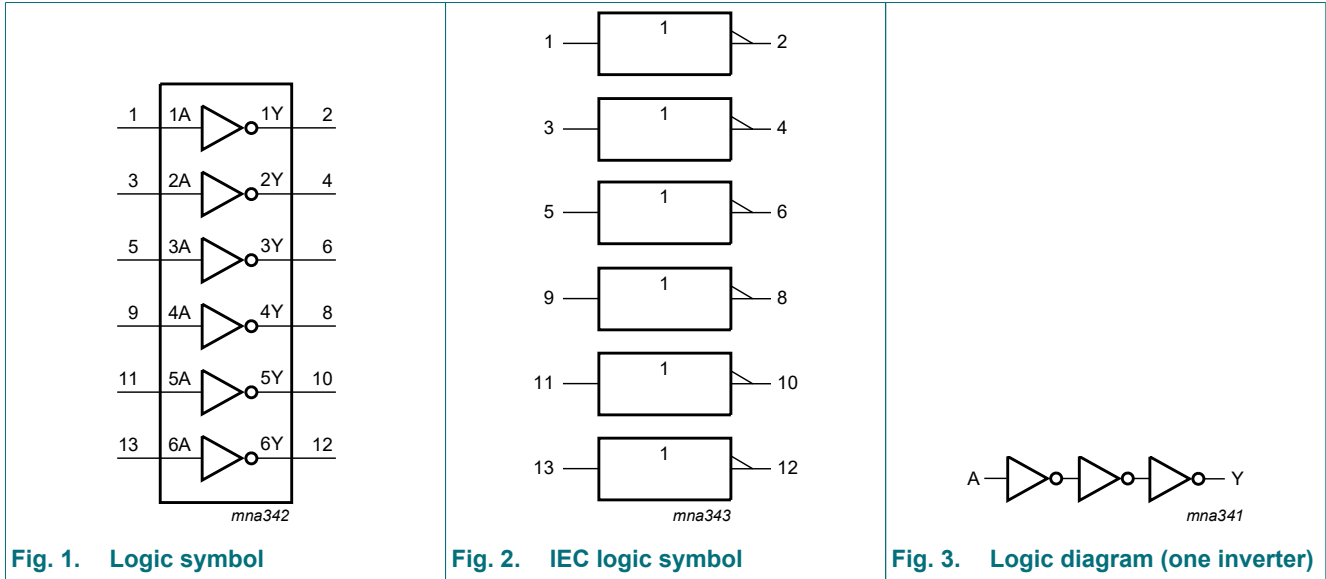 1 1A 1Y 2
3 2A 2Y 4
5 3A 3Y 6
9 4A 4Y 8
11 5A 5Y 10
13 6A 6Y 12
mna342
Fig. 1. Logic symbol
1 1 2
3 1 4
5 1 6
9 1 8
11 1 10
13 1 12
mna343
Fig. 2. IEC logic symbol
A Y
mna341
Fig. 3. Logic diagram (one inverter)